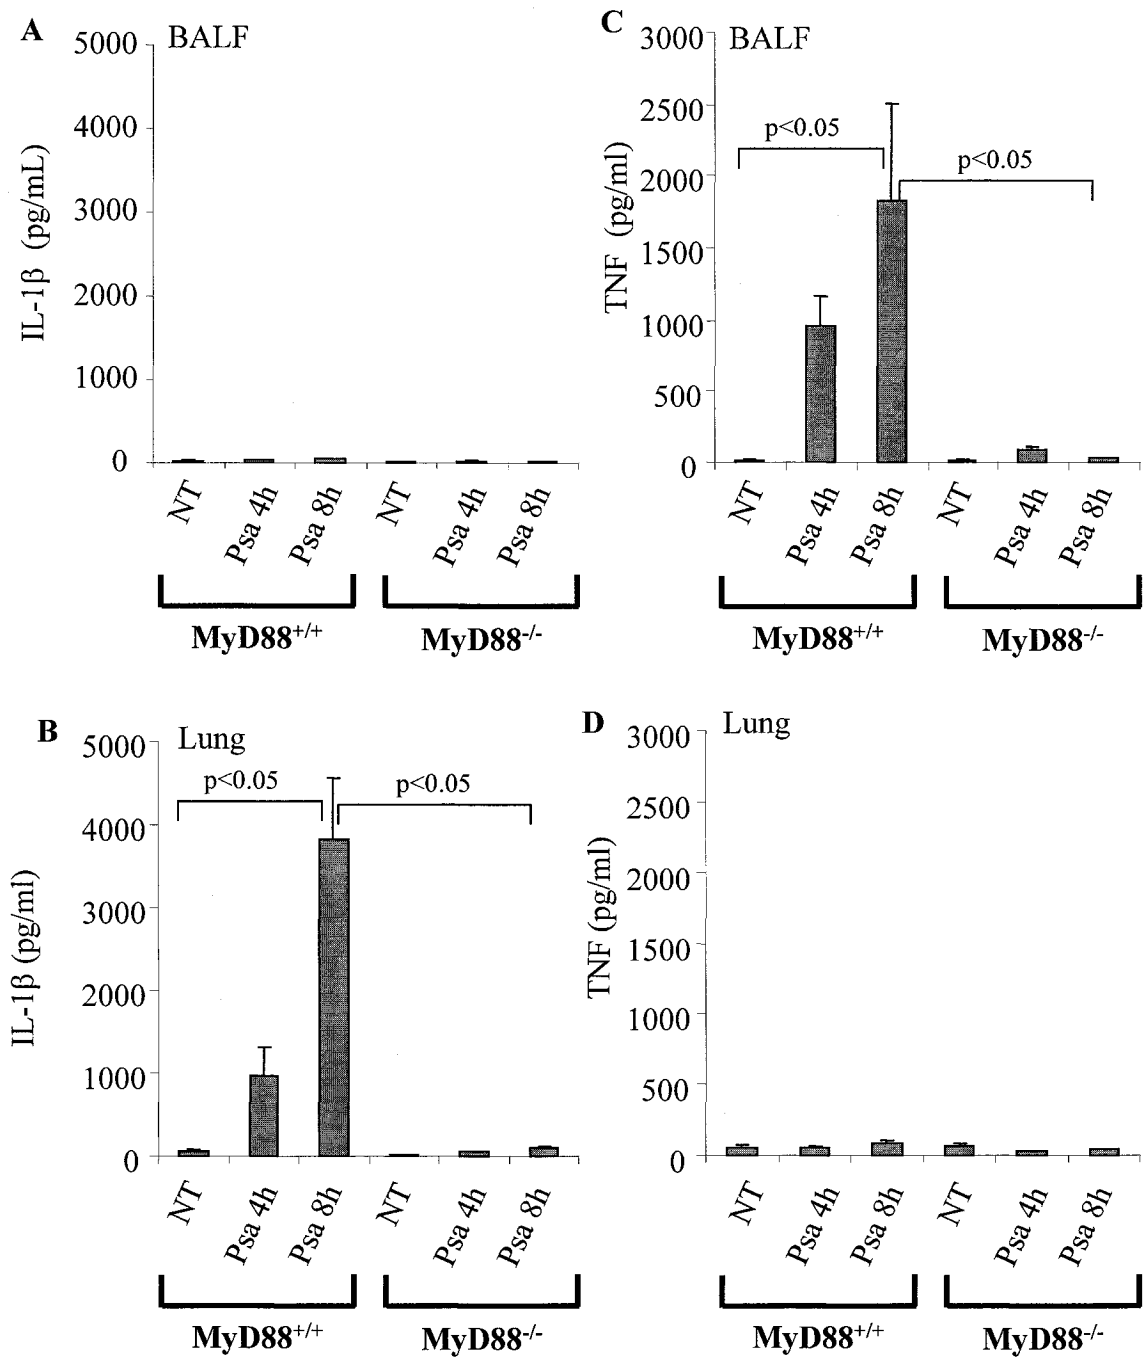 A
BALF
IL-1β (pg/mL)
5000
4000
3000
2000
1000
0
NT
Psa 4h
Psa 8h
NT
Psa 4h
Psa 8h
MyD88+/+
MyD88-/-
C
BALF
TNF (pg/ml)
3000
2500
2000
1500
1000
500
0
p<0.05
p<0.05
NT
Psa 4h
Psa 8h
NT
Psa 4h
Psa 8h
MyD88+/+
MyD88-/-
B
Lung
IL-1β (pg/ml)
5000
4000
3000
2000
1000
0
p<0.05
p<0.05
NT
Psa 4h
Psa 8h
NT
Psa 4h
Psa 8h
MyD88+/+
MyD88-/-
D
Lung
TNF (pg/ml)
3000
2500
2000
1500
1000
500
0
NT
Psa 4h
Psa 8h
NT
Psa 4h
Psa 8h
MyD88+/+
MyD88-/-